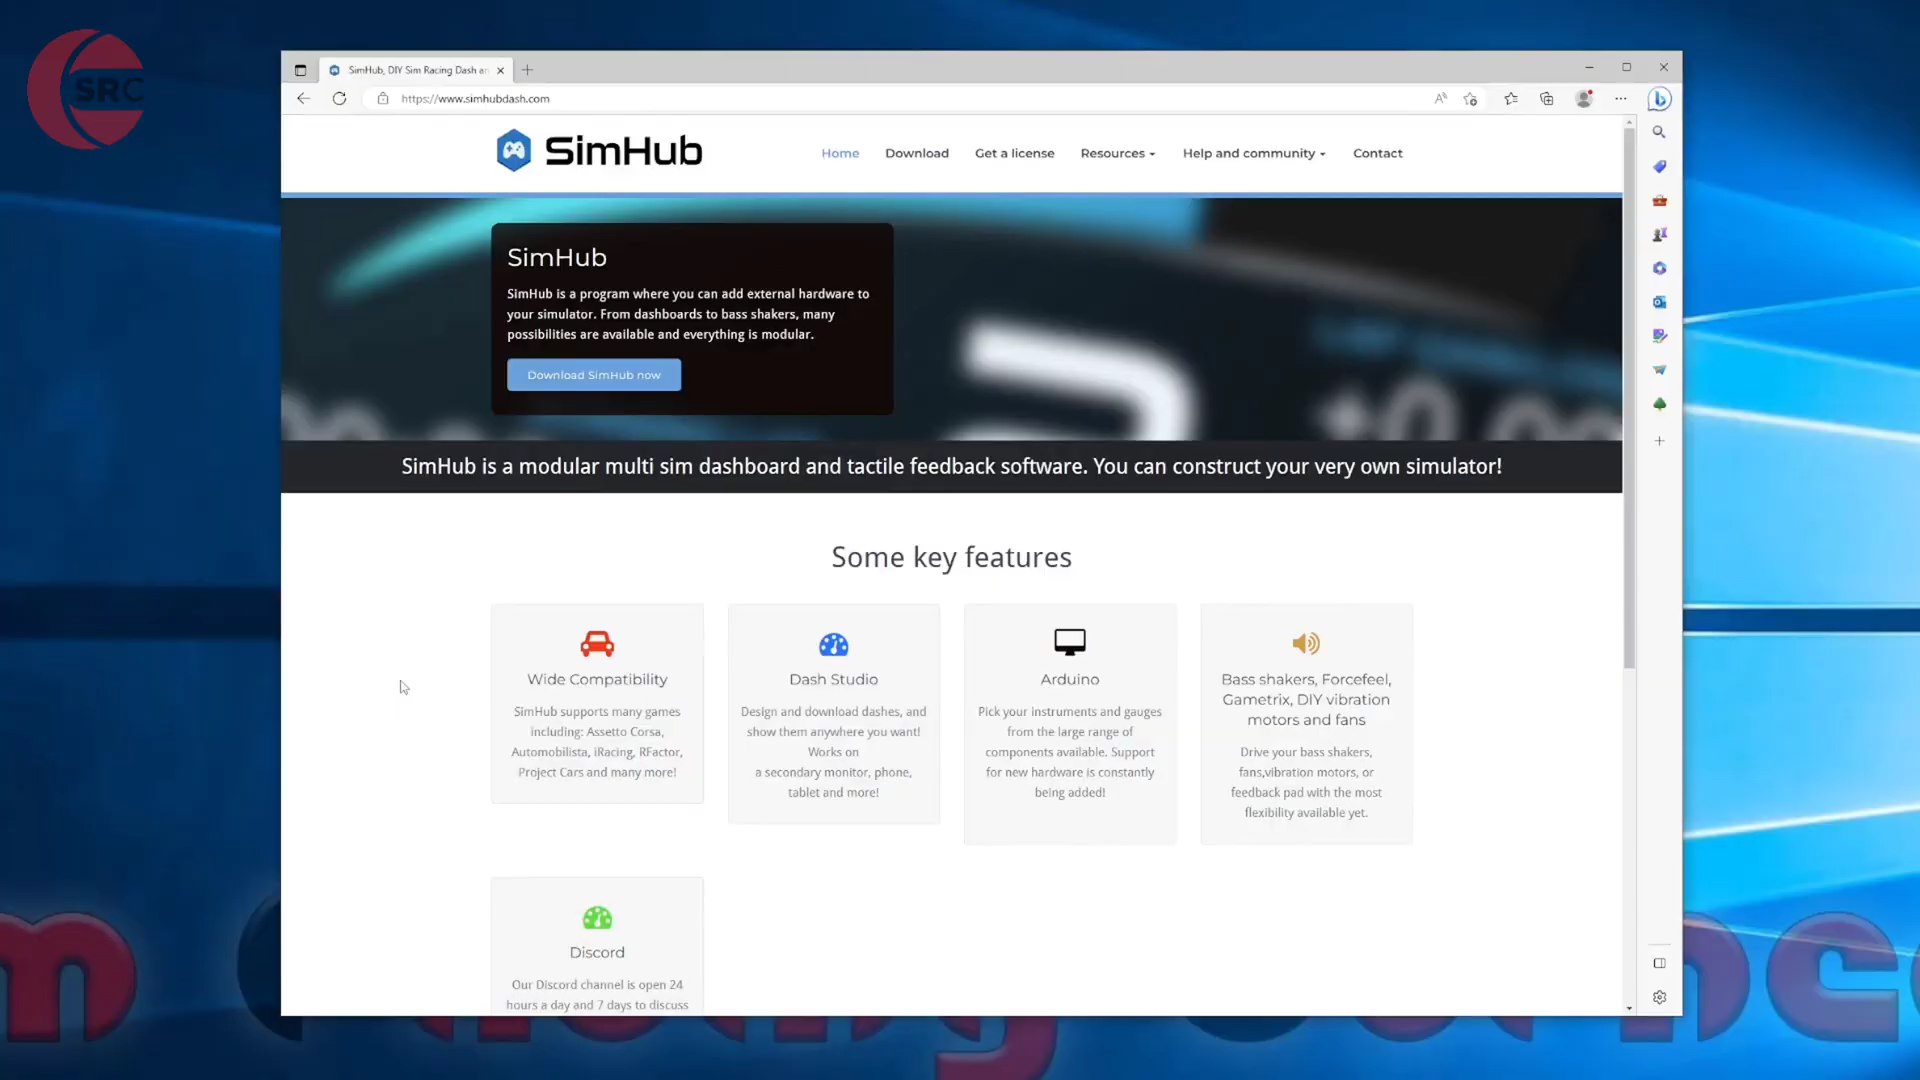 SRC
SimHub, DIY Sim Racing Dash a
https://www.simhubdash.com
SimHub
Home
Download
Get a license
Resources
Help and community
Contact
SimHub
SimHub is a program where you can add external hardware to
your simulator. From dashboards to bass shakers, many
possibilities are available and everything is modular.
Download SimHub now
SimHub is a modular multi sim dashboard and tactile feedback software. You can construct your very own simulator!
Some key features
Wide Compatibility
SimHub supports many games
including: Assetto Corsa,
Automobilista, iRacing, RFactor,
Project Cars and many more!
Dash Studio
Design and download dashes, and
show them anywhere you want!
Works on
a secondary monitor, phone,
tablet and more!
Arduino
Pick your instruments and gauges
from the large range of
components available. Support
for new hardware is constantly
being added!
Bass shakers, Forcefeel,
Gametrix, DIY vibration
motors and fans
Drive your bass shakers,
fans,vibration motors, or
feedback pad with the most
flexibility available yet.
Discord
Our Discord channel is open 24
hours a day and 7 days to discuss